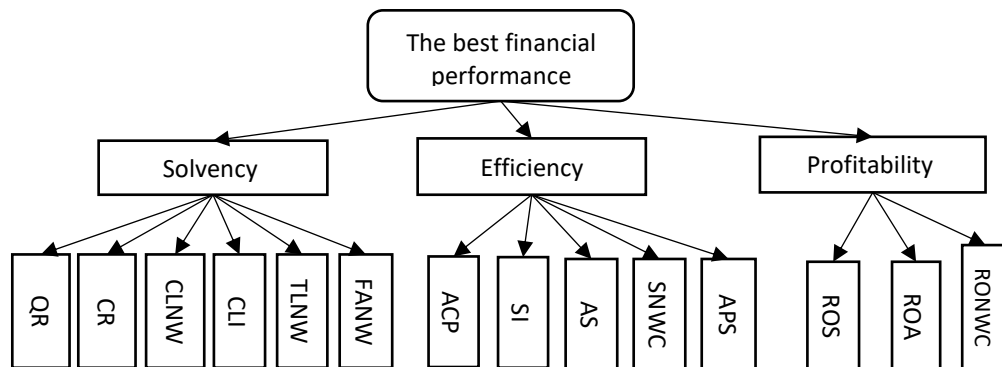 The best financial
performance
Solvency
Efficiency
Profitability
QR
CR
CLNW
CLI
TLNW
FANW
ACP
SI
AS
SNWC
APS
ROS
ROA
RONWC